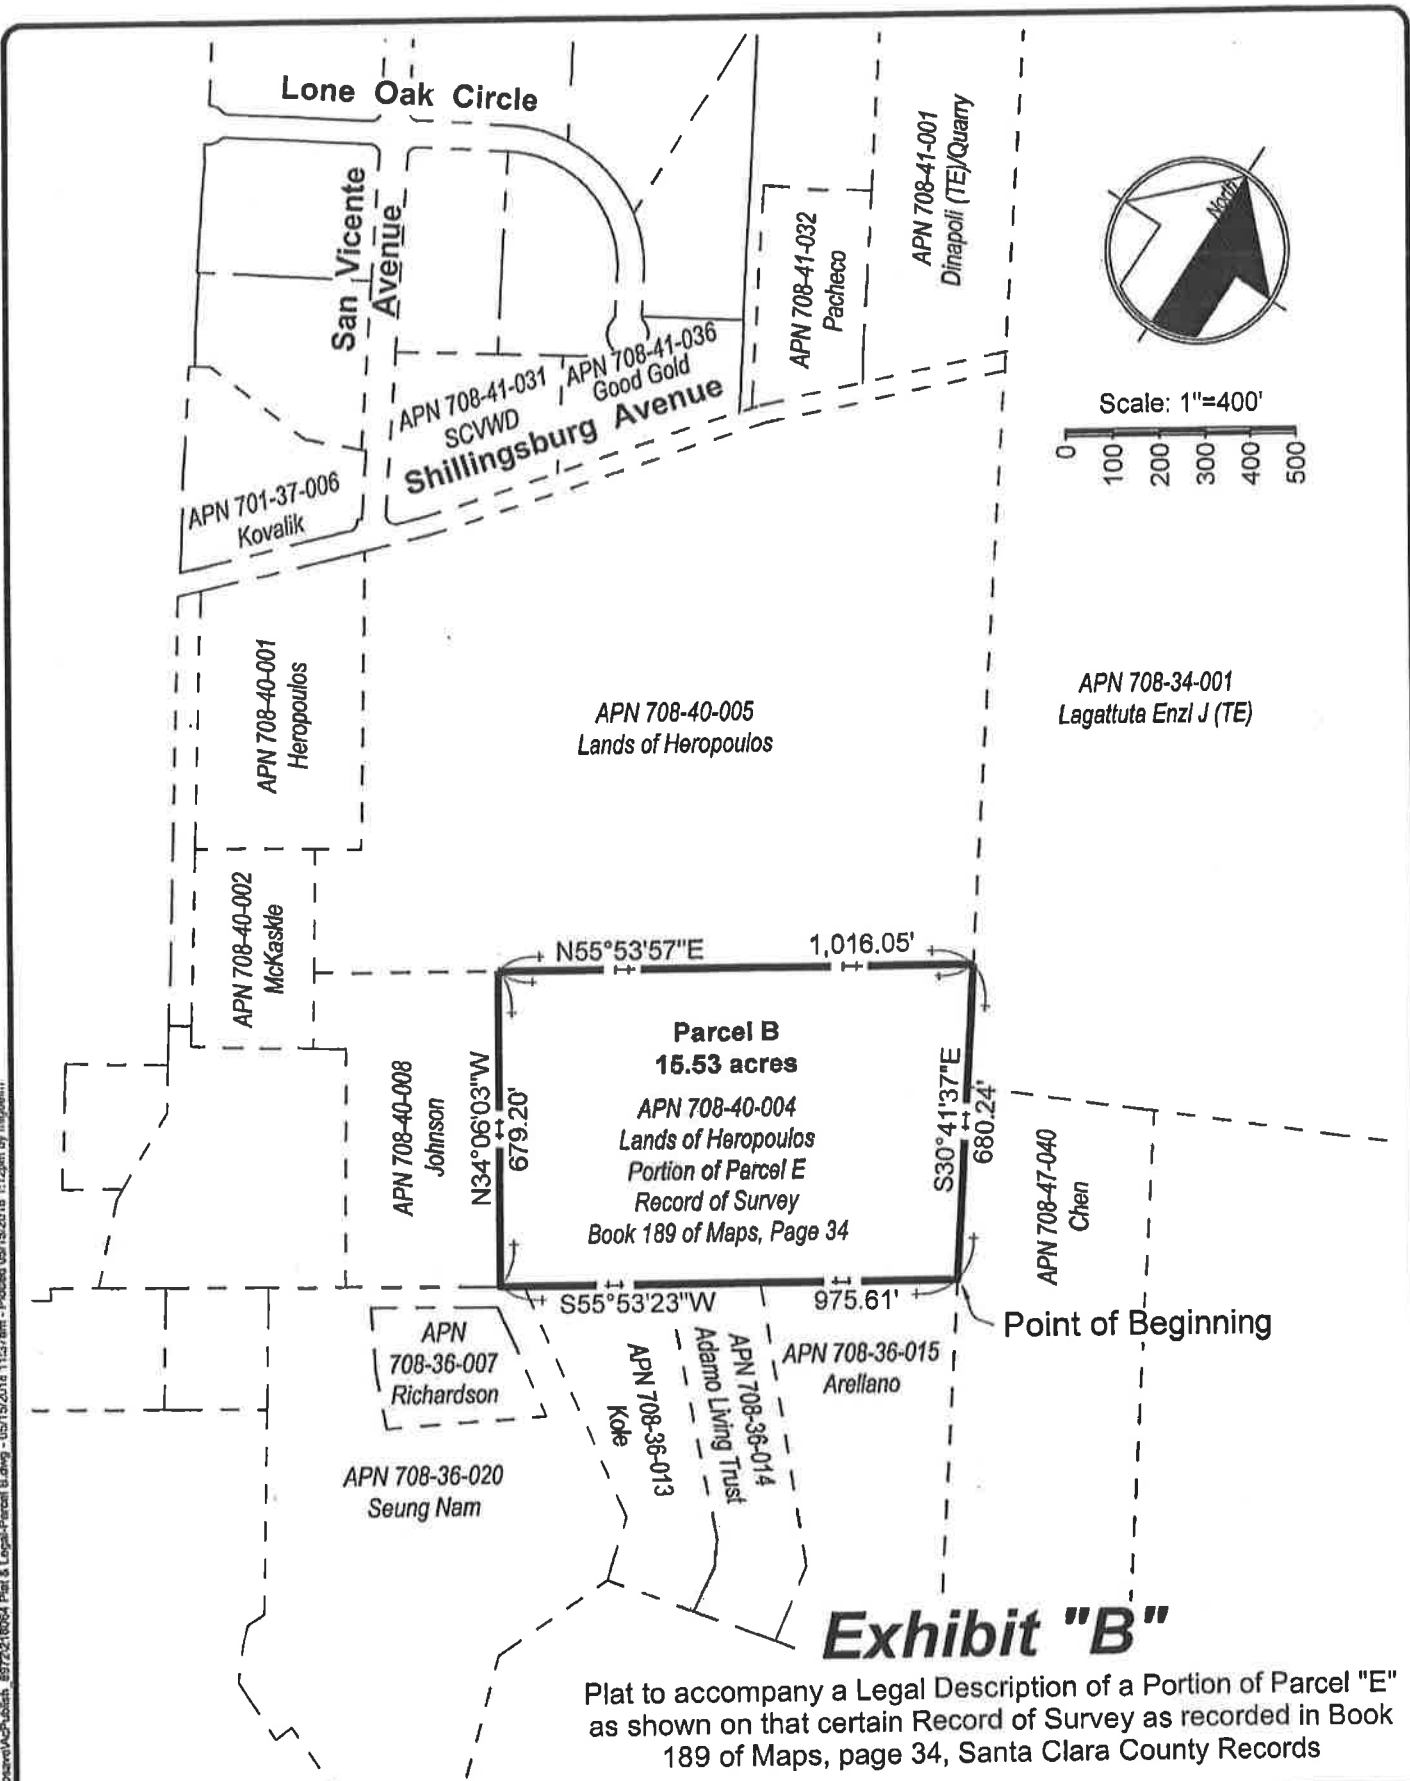 Lone Oak Circle
San Vicente
Avenue
APN 708-41-032
Pacheco
APN 708-41-001
Dinapoli (TE)/Quarry
North
Scale: 1"=400'
0
100
200
300
400
500
APN 708-41-031
SCVWD
APN 708-41-036
Good Gold
Shillingsburg Avenue
APN 701-37-006
Kovalik
APN 708-40-001
Heropoulos
APN 708-40-005
Lands of Heropoulos
APN 708-34-001
Lagattuta Enzl J (TE)
APN 708-40-002
McKaskle
N55°53'57"E
1,016.05'
Parcel B
15.53 acres
APN 708-40-004
Lands of Heropoulos
Portion of Parcel E
Record of Survey
Book 189 of Maps, Page 34
APN 708-40-008
Johnson
N34°06'03"W
679.20'
S30°41'37"E
680.24'
APN 708-47-040
Chen
S55°53'23"W
975.61'
Point of Beginning
APN
708-36-007
Richardson
APN 708-36-013
Kole
APN 708-36-014
Adamo Living Trust
APN 708-36-015
Arellano
APN 708-36-020
Seung Nam
Exhibit "B"
Plat to accompany a Legal Description of a Portion of Parcel "E"
as shown on that certain Record of Survey as recorded in Book
189 of Maps, page 34, Santa Clara County Records